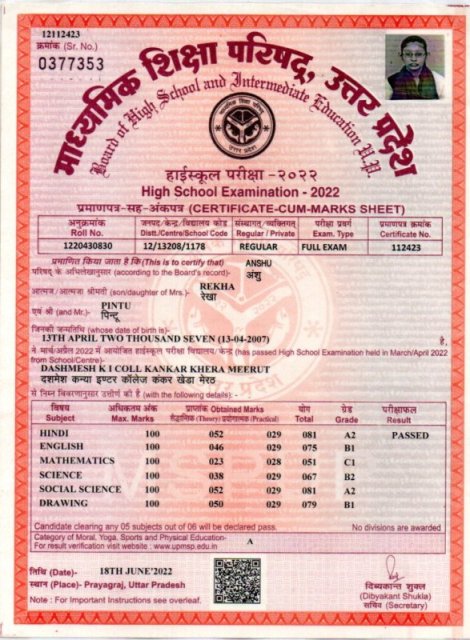 12112423
क्रमांक (Sr. No.)
0377353
माध्यमिक शिक्षा परिषद्, उत्तर प्रदेश
Board of High School and Intermediate Education U.P.
हाईस्कूल परीक्षा -२०२२
High School Examination - 2022
प्रमाणपत्र-सह-अंकपत्र (CERTIFICATE-CUM-MARKS SHEET)
अनुक्रमांक जनपद/केन्द्र/विद्यालय कोड संस्थागत/व्यक्तिगत परीक्षा प्रवर्ग प्रमाणपत्र क्रमांक
Roll No. Distt./Centre/School Code Regular / Private Exam. Type Certificate No.
1220430830 12/13208/1178 REGULAR FULL EXAM 112423
प्रमाणित किया जाता है कि (This is to certify that) ANSHU
परिषद् के अभिलेखानुसार (according to the Board's record)- अंशु
आत्मज/आत्मजा श्रीमती (son/daughter of Mrs.)- REKHA
रेखा
एवं श्री (and Mr.)- PINTU
पिन्टू
जिनकी जन्मतिथि (whose date of birth is)-
13TH APRIL TWO THOUSAND SEVEN (13-04-2007) है,
ने मार्च/अप्रैल 2022 में आयोजित हाईस्कूल परीक्षा विद्यालय/केन्द्र (has passed High School Examination held in March/April 2022
from School/Centre)-
DASHMESH K I COLL KANKAR KHERA MEERUT
दशमेश कन्या इण्टर कॉलेज कंकर खेडा मेरठ
से निम्न विवरणानुसार उत्तीर्ण की है (with the following details): -
विषय अधिकतम अंक प्राप्तांक Obtained Marks योग ग्रेड परीक्षाफल
Subject Max. Marks सैद्धान्तिक (Theory) प्रयोगात्मक (Practical) Total Grade Result
HINDI 100 052 029 081 A2 PASSED
ENGLISH 100 046 029 075 B1
MATHEMATICS 100 023 028 051 C1
SCIENCE 100 038 029 067 B2
SOCIAL SCIENCE 100 052 029 081 A2
DRAWING 100 050 029 079 B1
Candidate clearing any 05 subjects out of 06 will be declared pass. No divisions are awarded
Category of Moral, Yoga, Sports and Physical Education- A
For result verification visit website : www.upmsp.edu.in
तिथि (Date)- 18TH JUNE'2022
स्थान (Place)- Prayagraj, Uttar Pradesh
Note : For Important Instructions see overleaf.
दिव्यकान्त शुक्ल
(Dibyakant Shukla)
सचिव (Secretary)